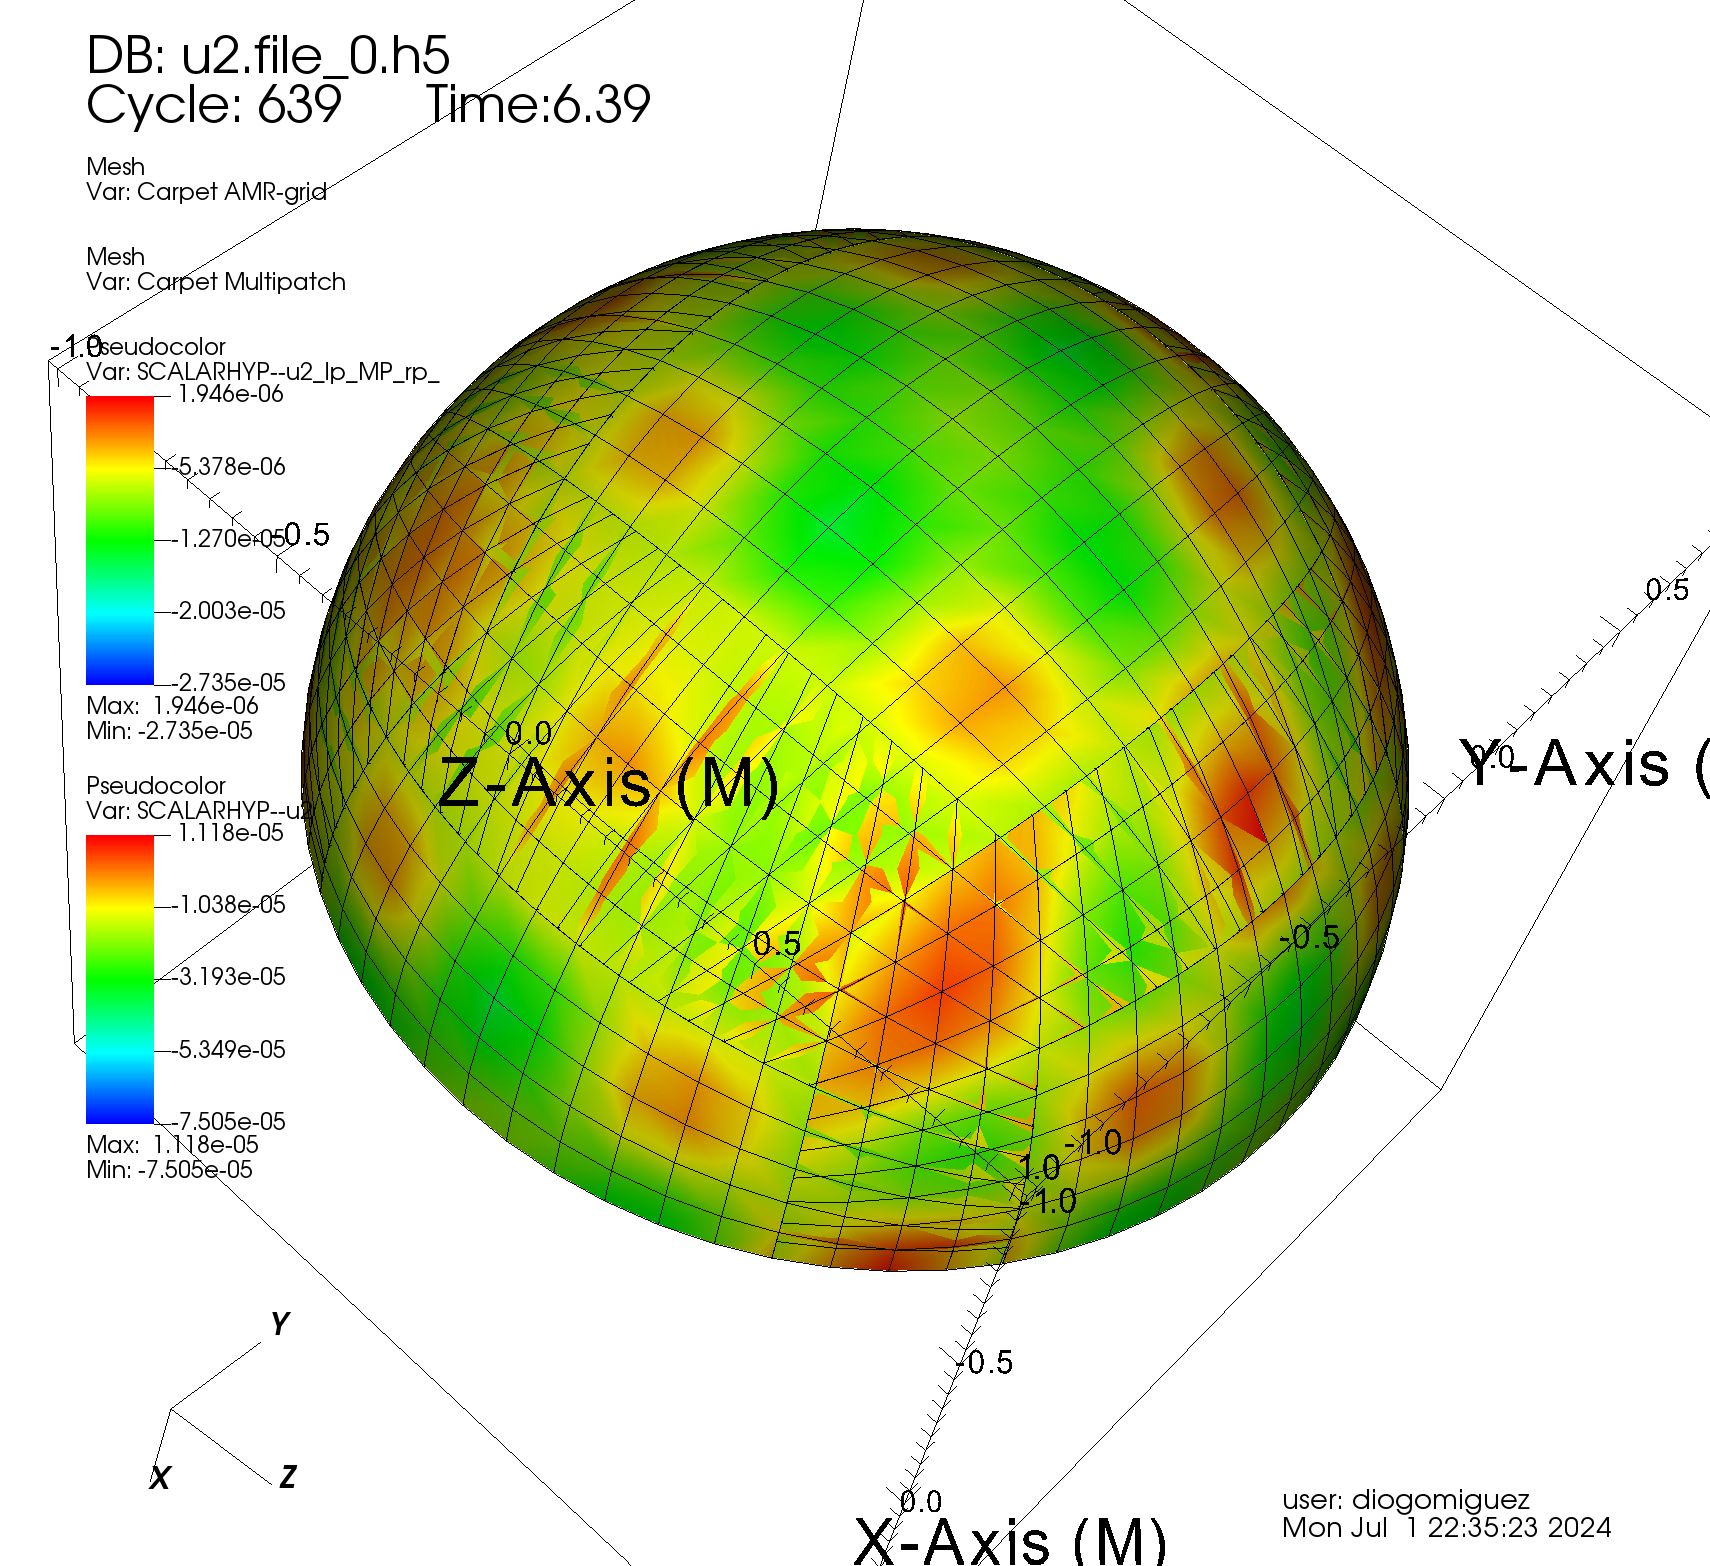 DB: u2.file_0.h5
Cycle: 639 Time:6.39
Mesh
Var: Carpet AMR-grid
Mesh
Var: Carpet Multipatch
-1.0
Pseudocolor
Var: SCALARHYP--u2_lp_MP_rp_
1.946e-06
-5.378e-06
-1.270e-05
-2.003e-05
-2.735e-05
Max: 1.946e-06
Min: -2.735e-05
Pseudocolor
Var: SCALARHYP--u2
1.118e-05
-1.038e-05
-3.193e-05
-5.349e-05
-7.505e-05
Max: 1.118e-05
Min: -7.505e-05
-0.5
0.0
Z-Axis (M)
0.5
1.0
0.5
0.0
Y-Axis (
-0.5
-1.0
-1.0
-0.5
0.0
X-Axis (M)
Y
X
Z
user: diogomiguez
Mon Jul 1 22:35:23 2024